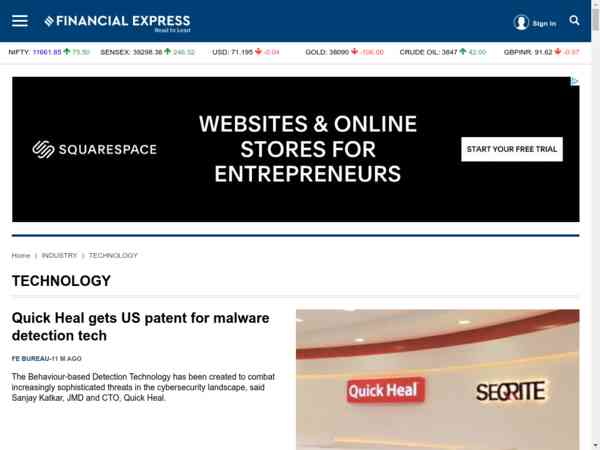 FINANCIAL EXPRESS
Read to Lead
Sign in
NIFTY: 11661.85 75.50 SENSEX: 39298.38 246.32 USD: 71.195 -0.04 GOLD: 38090 -106.00 CRUDE OIL: 3847 42.00 GBPINR: 91.62 -0.97
SQUARESPACE
WEBSITES & ONLINE
STORES FOR
ENTREPRENEURS
START YOUR FREE TRIAL
Home | INDUSTRY | TECHNOLOGY
TECHNOLOGY
Quick Heal gets US patent for malware
detection tech
FE BUREAU-11 M AGO
The Behaviour-based Detection Technology has been created to combat
increasingly sophisticated threats in the cybersecurity landscape, said
Sanjay Katkar, JMD and CTO, Quick Heal.
Quick Heal
SEQRITE